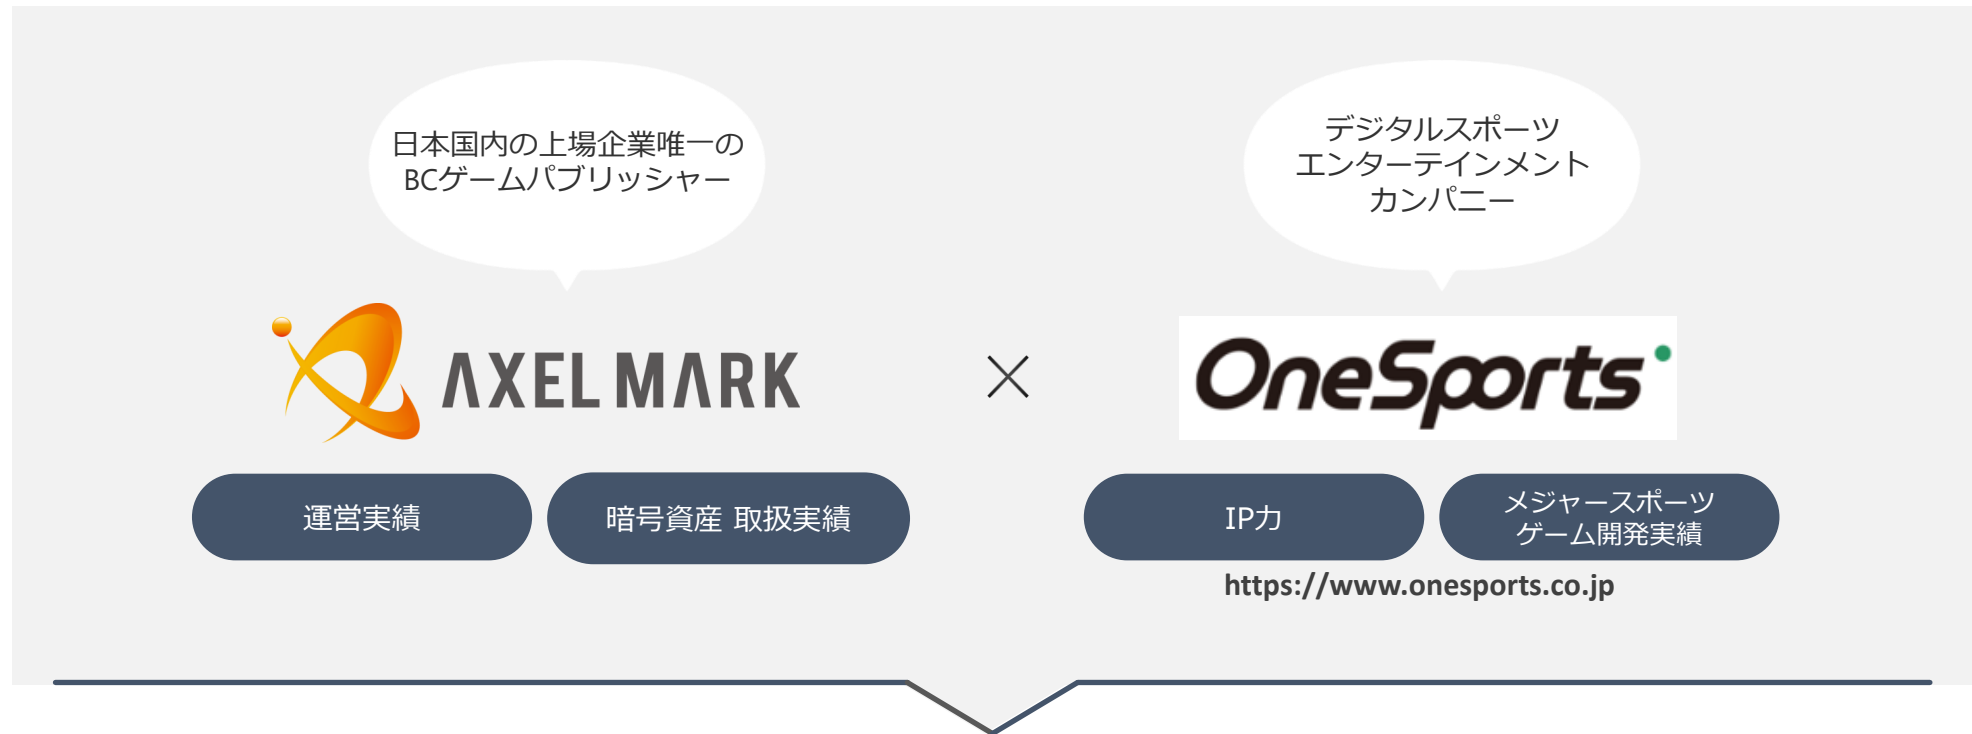 日本国内の上場企業唯一の
BCゲームパブリッシャー
デジタルスポーツ
エンターテインメント
カンパニー
AXEL MARK
×
OneSports
運営実績
暗号資産 取扱実績
IP力
メジャースポーツ
ゲーム開発実績
https://www.onesports.co.jp